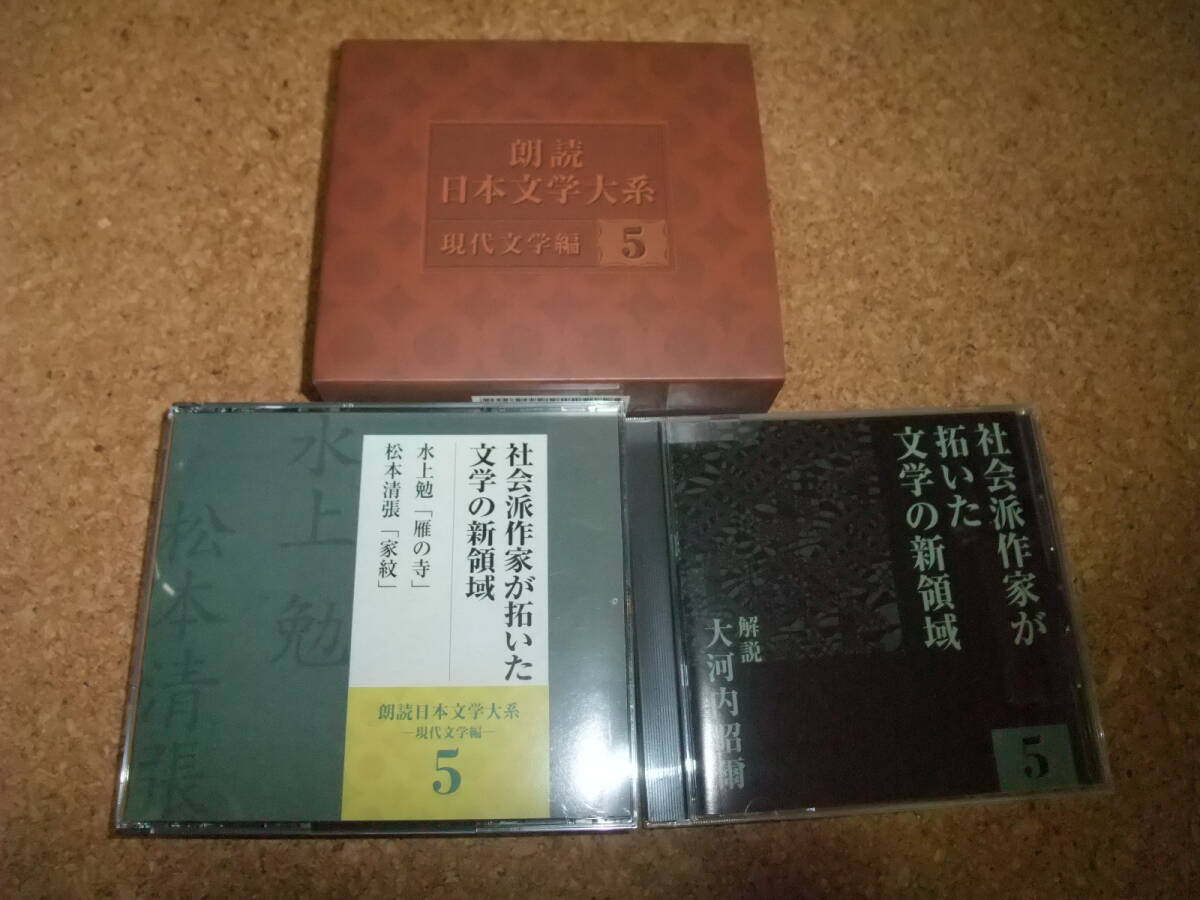 朗読
日本文学大系
現代文学編 5
社会派作家が拓いた
文学の新領域
水上勉「雁の寺」
松本清張「家紋」
朗読日本文学大系
―現代文学編―
5
水上勉
松本清張
社会派作家が
拓いた
文学の新領域
解説
大河内昭爾
5